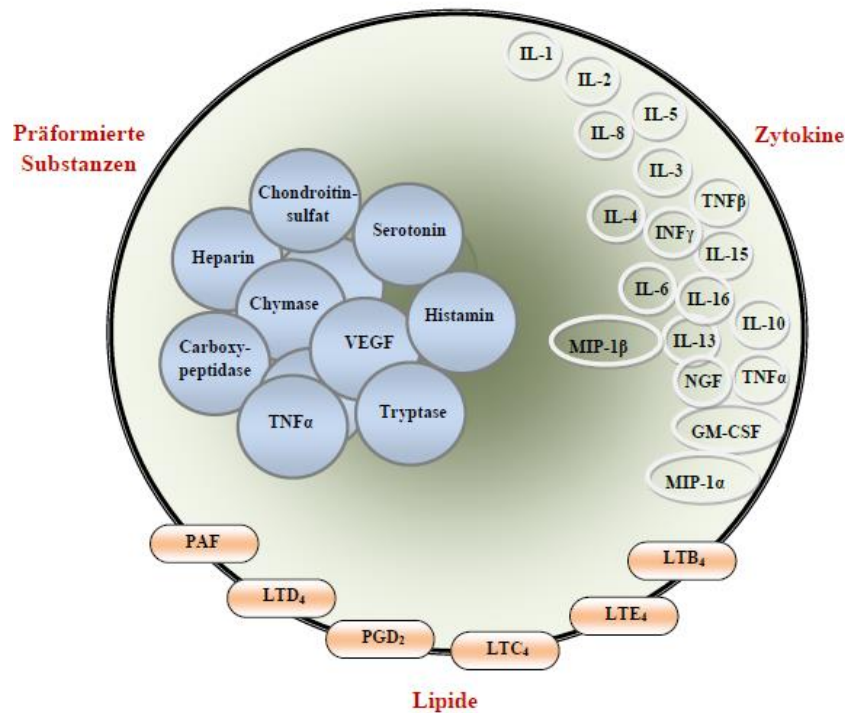 Präformierte
Substanzen
Zytokine
Chondroitin-
sulfat
Serotonin
Heparin
Chymase
Histamin
VEGF
Carboxy-
peptidase
TNFα
Tryptase
IL-1
IL-2
IL-5
IL-8
IL-3
TNFβ
IL-4
INFγ
IL-15
IL-6
IL-16
IL-10
MIP-1β
IL-13
NGF
TNFα
GM-CSF
MIP-1α
PAF
LTD₄
PGD₂
LTC₄
LTE₄
LTB₄
Lipide